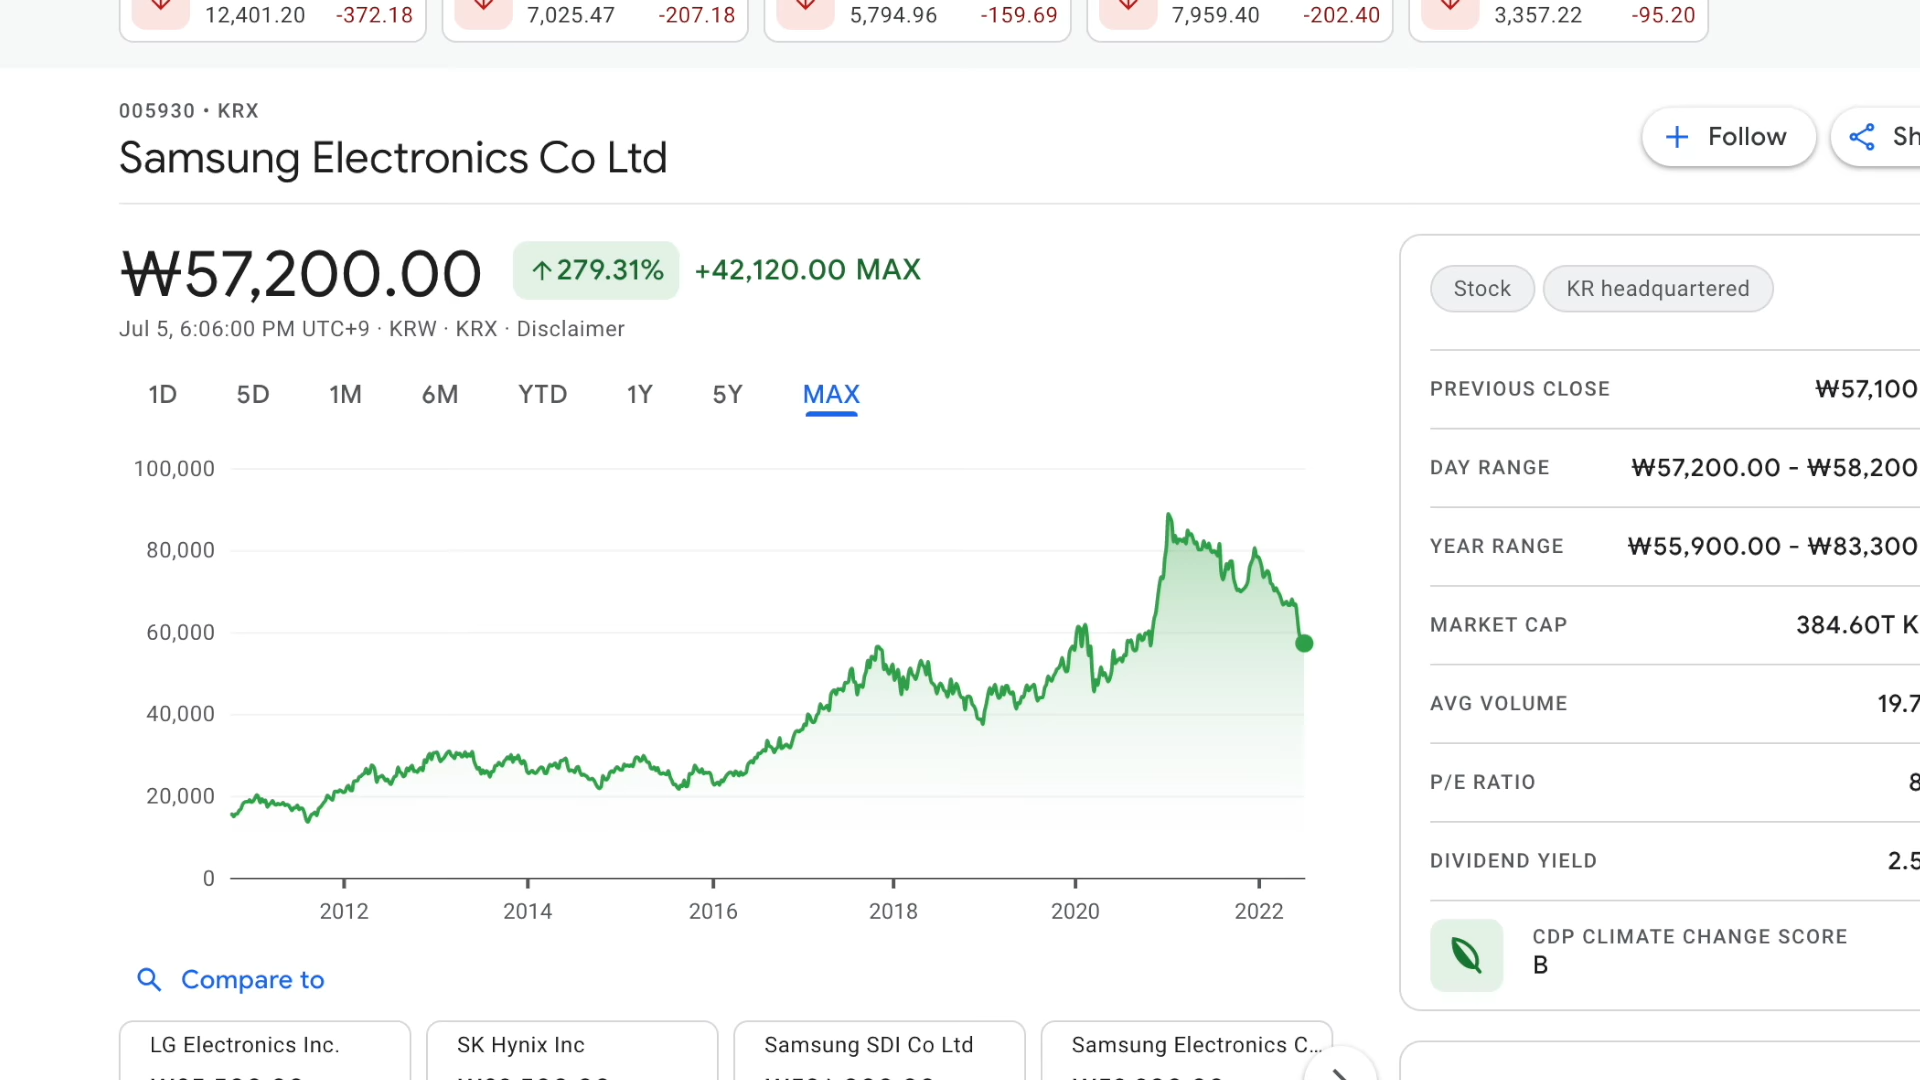 12,401.20 -372.18 7,025.47 -207.18 5,794.96 -159.69 7,959.40 -202.40 3,357.22 -95.20
005930 • KRX
Samsung Electronics Co Ltd
Follow
Sh
₩57,200.00 ↑279.31% +42,120.00 MAX
Jul 5, 6:06:00 PM UTC+9 · KRW · KRX · Disclaimer
1D 5D 1M 6M YTD 1Y 5Y MAX
100,000
80,000
60,000
40,000
20,000
0
2012 2014 2016 2018 2020 2022
Compare to
LG Electronics Inc. SK Hynix Inc Samsung SDI Co Ltd Samsung Electronics C...
Stock KR headquartered
PREVIOUS CLOSE ₩57,100
DAY RANGE ₩57,200.00 - ₩58,200
YEAR RANGE ₩55,900.00 - ₩83,300
MARKET CAP 384.60T K
AVG VOLUME 19.7
P/E RATIO 8
DIVIDEND YIELD 2.5
CDP CLIMATE CHANGE SCORE
B